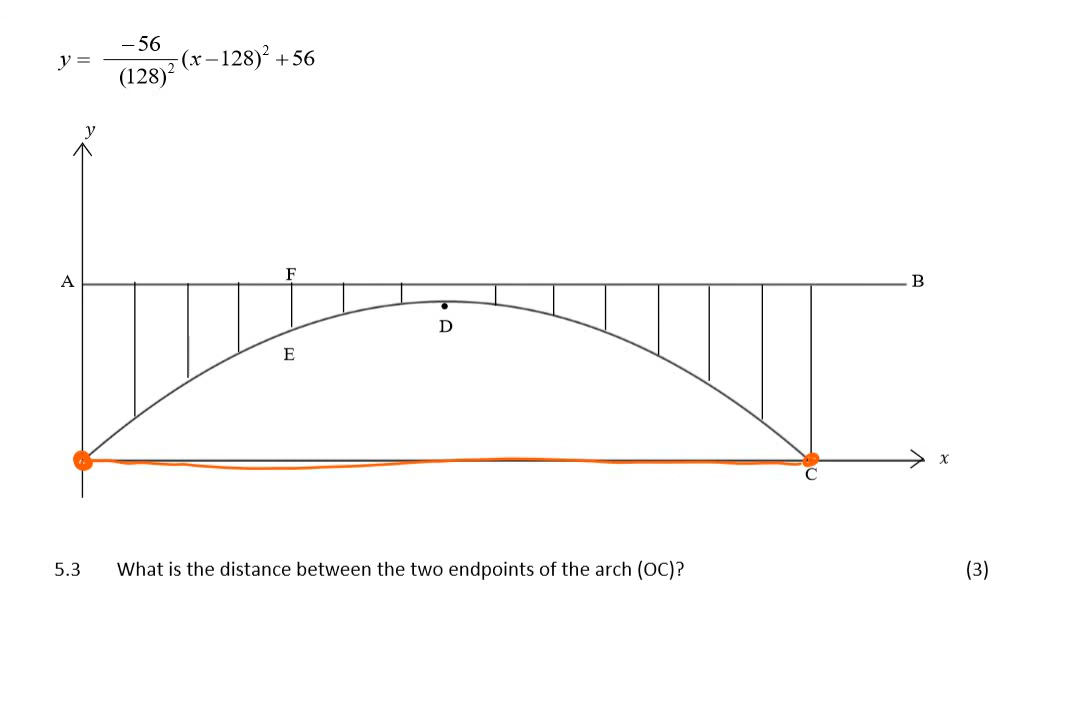 y = −56/(128)² (x−128)² +56
y
A F B
D
E
x
C
5.3 What is the distance between the two endpoints of the arch (OC)? (3)